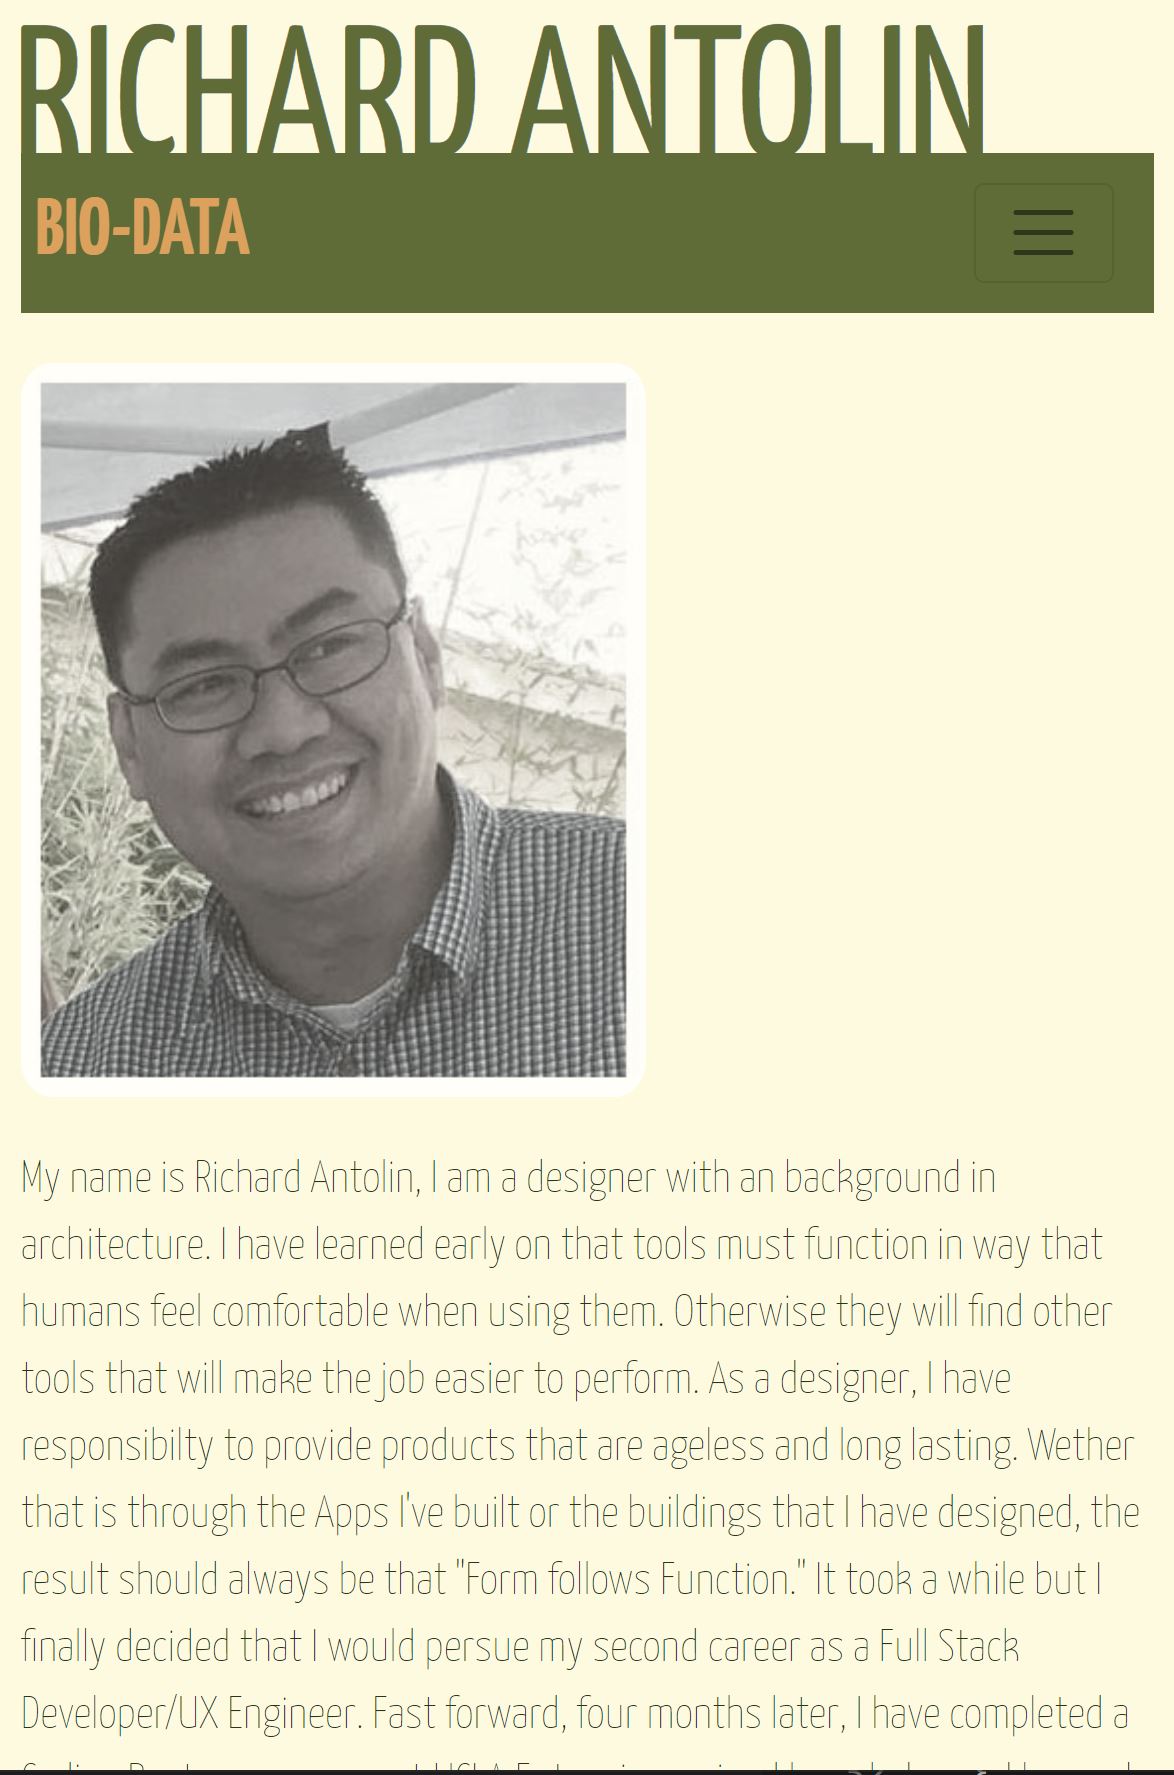 RICHARD ANTOLIN
BIO-DATA
My name is Richard Antolin, I am a designer with an background in
architecture. I have learned early on that tools must function in way that
humans feel comfortable when using them. Otherwise they will find other
tools that will make the job easier to perform. As a designer, I have
responsibilty to provide products that are ageless and long lasting. Wether
that is through the Apps I've built or the buildings that I have designed, the
result should always be that "Form follows Function." It took a while but I
finally decided that I would persue my second career as a Full Stack
Developer/UX Engineer. Fast forward, four months later, I have completed a